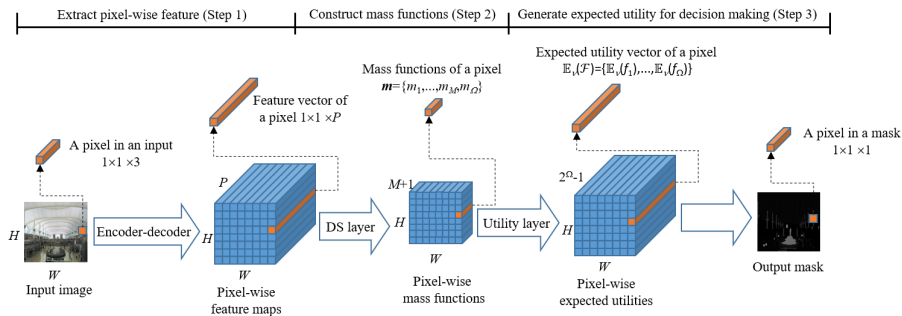 Extract pixel-wise feature (Step 1)
Construct mass functions (Step 2)
Generate expected utility for decision making (Step 3)
Expected utility vector of a pixel
𝔼ᵥ(ℱ)={𝔼ᵥ(f₁),...,𝔼ᵥ(f_Ω)}
Mass functions of a pixel
m={m₁,...,m_M,m_Ω}
Feature vector of
a pixel 1×1 ×P
A pixel in an input
1×1 ×3
A pixel in a mask
1×1 ×1
P
M+1
2^Ω-1
H
Encoder-decoder
H
DS layer
H
Utility layer
H
W
Input image
W
Pixel-wise
feature maps
W
Pixel-wise
mass functions
W
Pixel-wise
expected utilities
Output mask